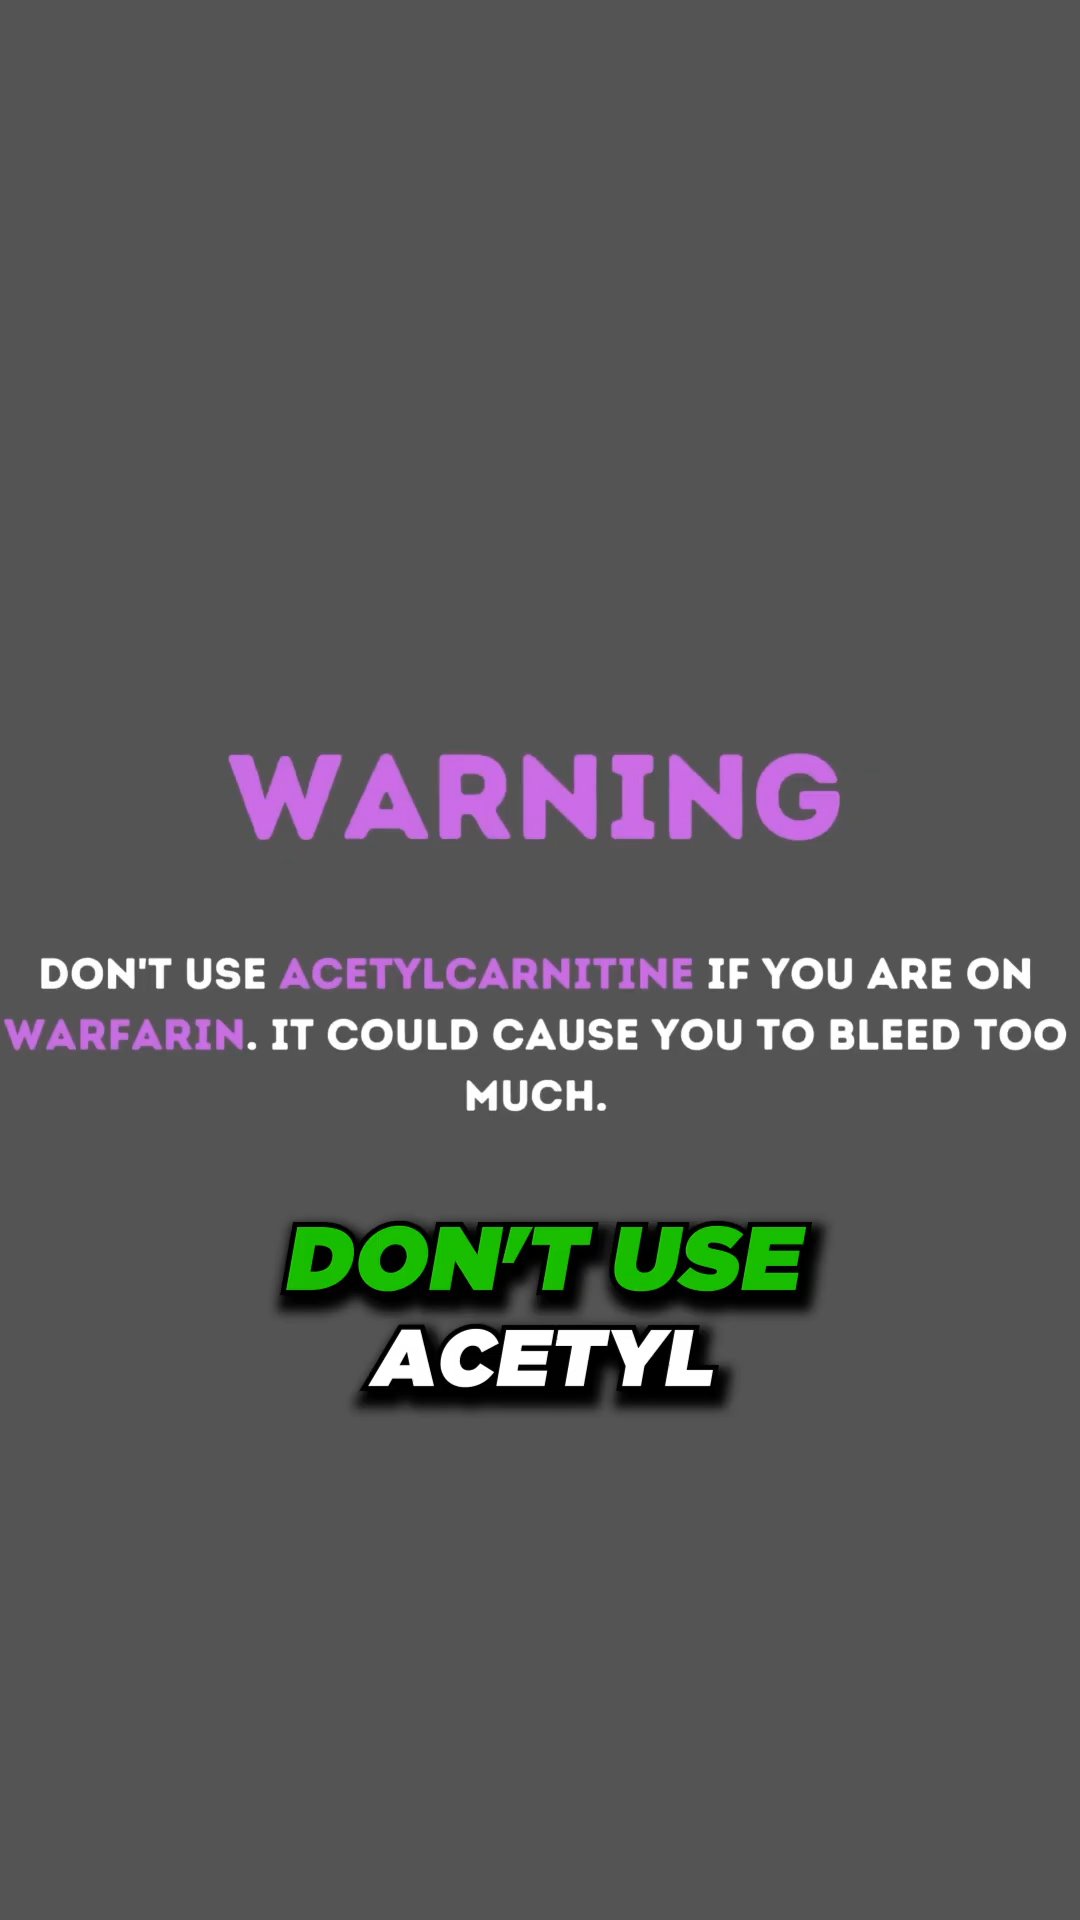 WARNING
DON'T USE ACETYLCARNITINE IF YOU ARE ON
WARFARIN. IT COULD CAUSE YOU TO BLEED TOO
MUCH.
DON'T USE
ACETYL